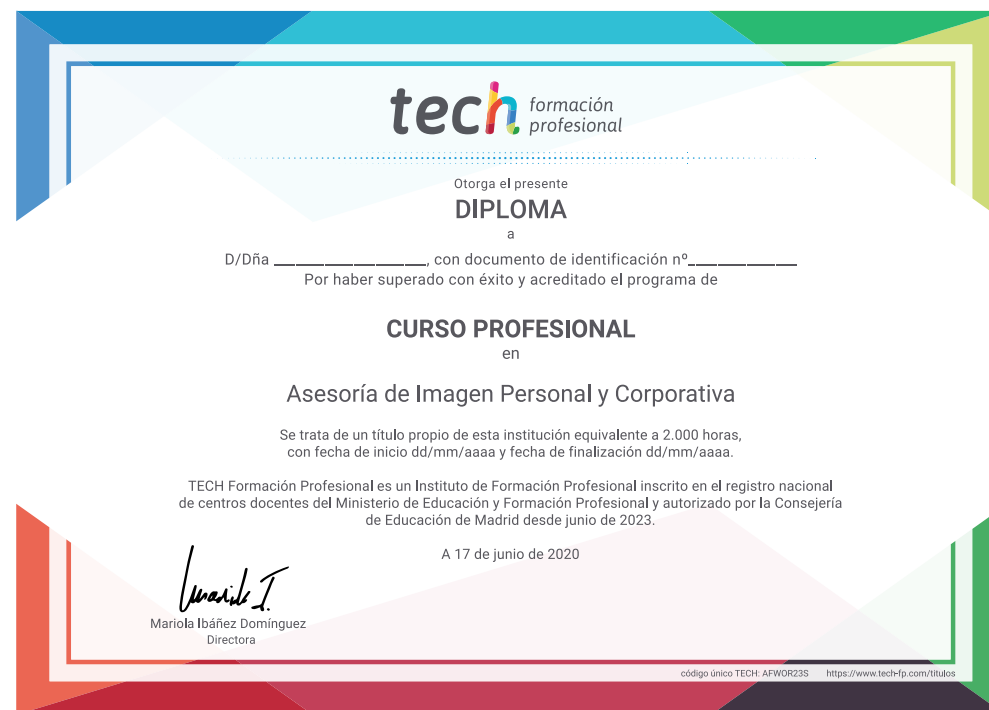 tech formación
profesional
Otorga el presente
DIPLOMA
a
D/Dña ______________, con documento de identificación nº__________
Por haber superado con éxito y acreditado el programa de
CURSO PROFESIONAL
en
Asesoría de Imagen Personal y Corporativa
Se trata de un título propio de esta institución equivalente a 2.000 horas,
con fecha de inicio dd/mm/aaaa y fecha de finalización dd/mm/aaaa.
TECH Formación Profesional es un Instituto de Formación Profesional inscrito en el registro nacional
de centros docentes del Ministerio de Educación y Formación Profesional y autorizado por la Consejería
de Educación de Madrid desde junio de 2023.
A 17 de junio de 2020
Mariola Ibáñez Domínguez
Directora
código único TECH: AFWOR23S https://www.tech-fp.com/titulos